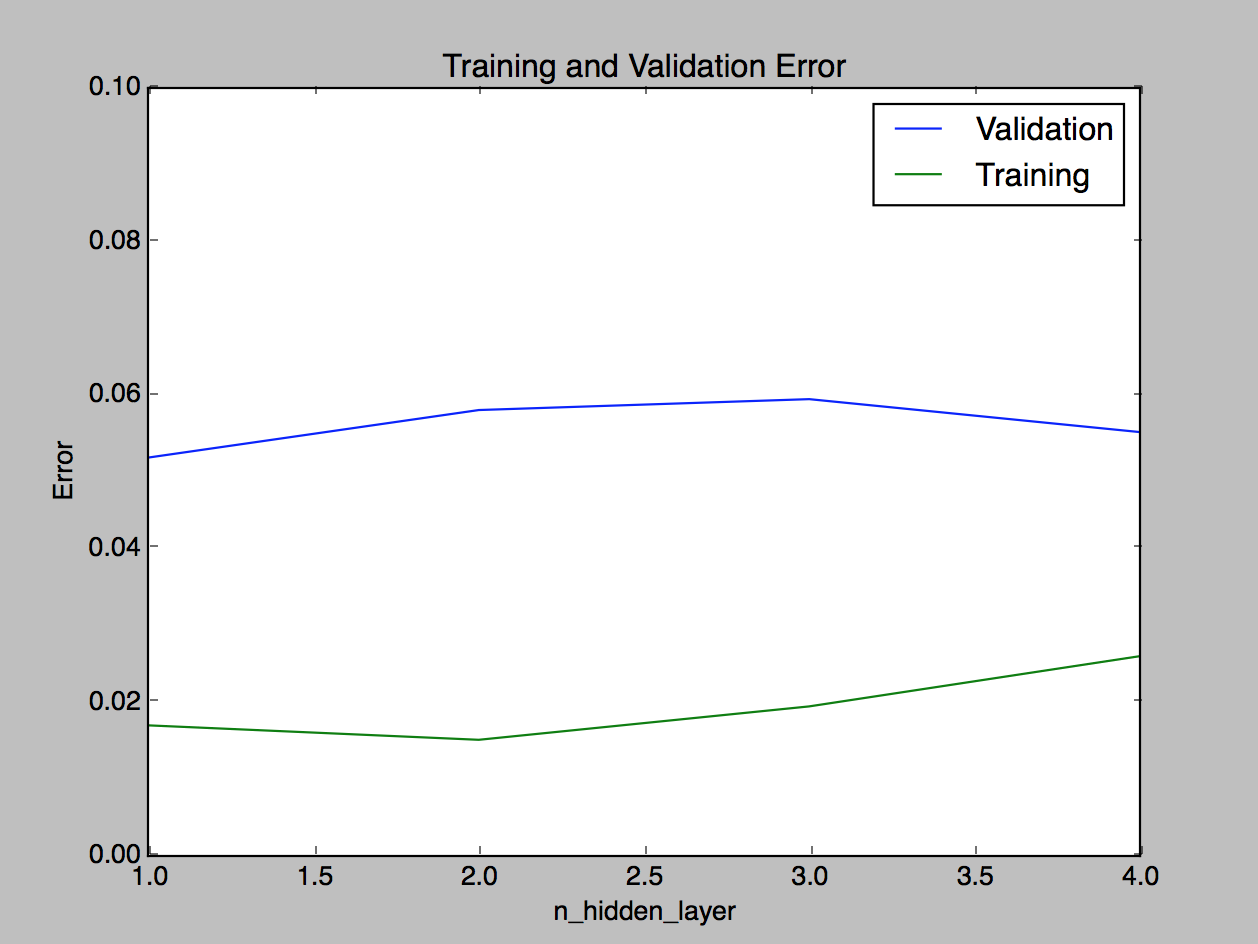 Training and Validation Error
Validation
Training
0.10
0.08
0.06
0.04
0.02
0.00
Error
1.0 1.5 2.0 2.5 3.0 3.5 4.0
n_hidden_layer